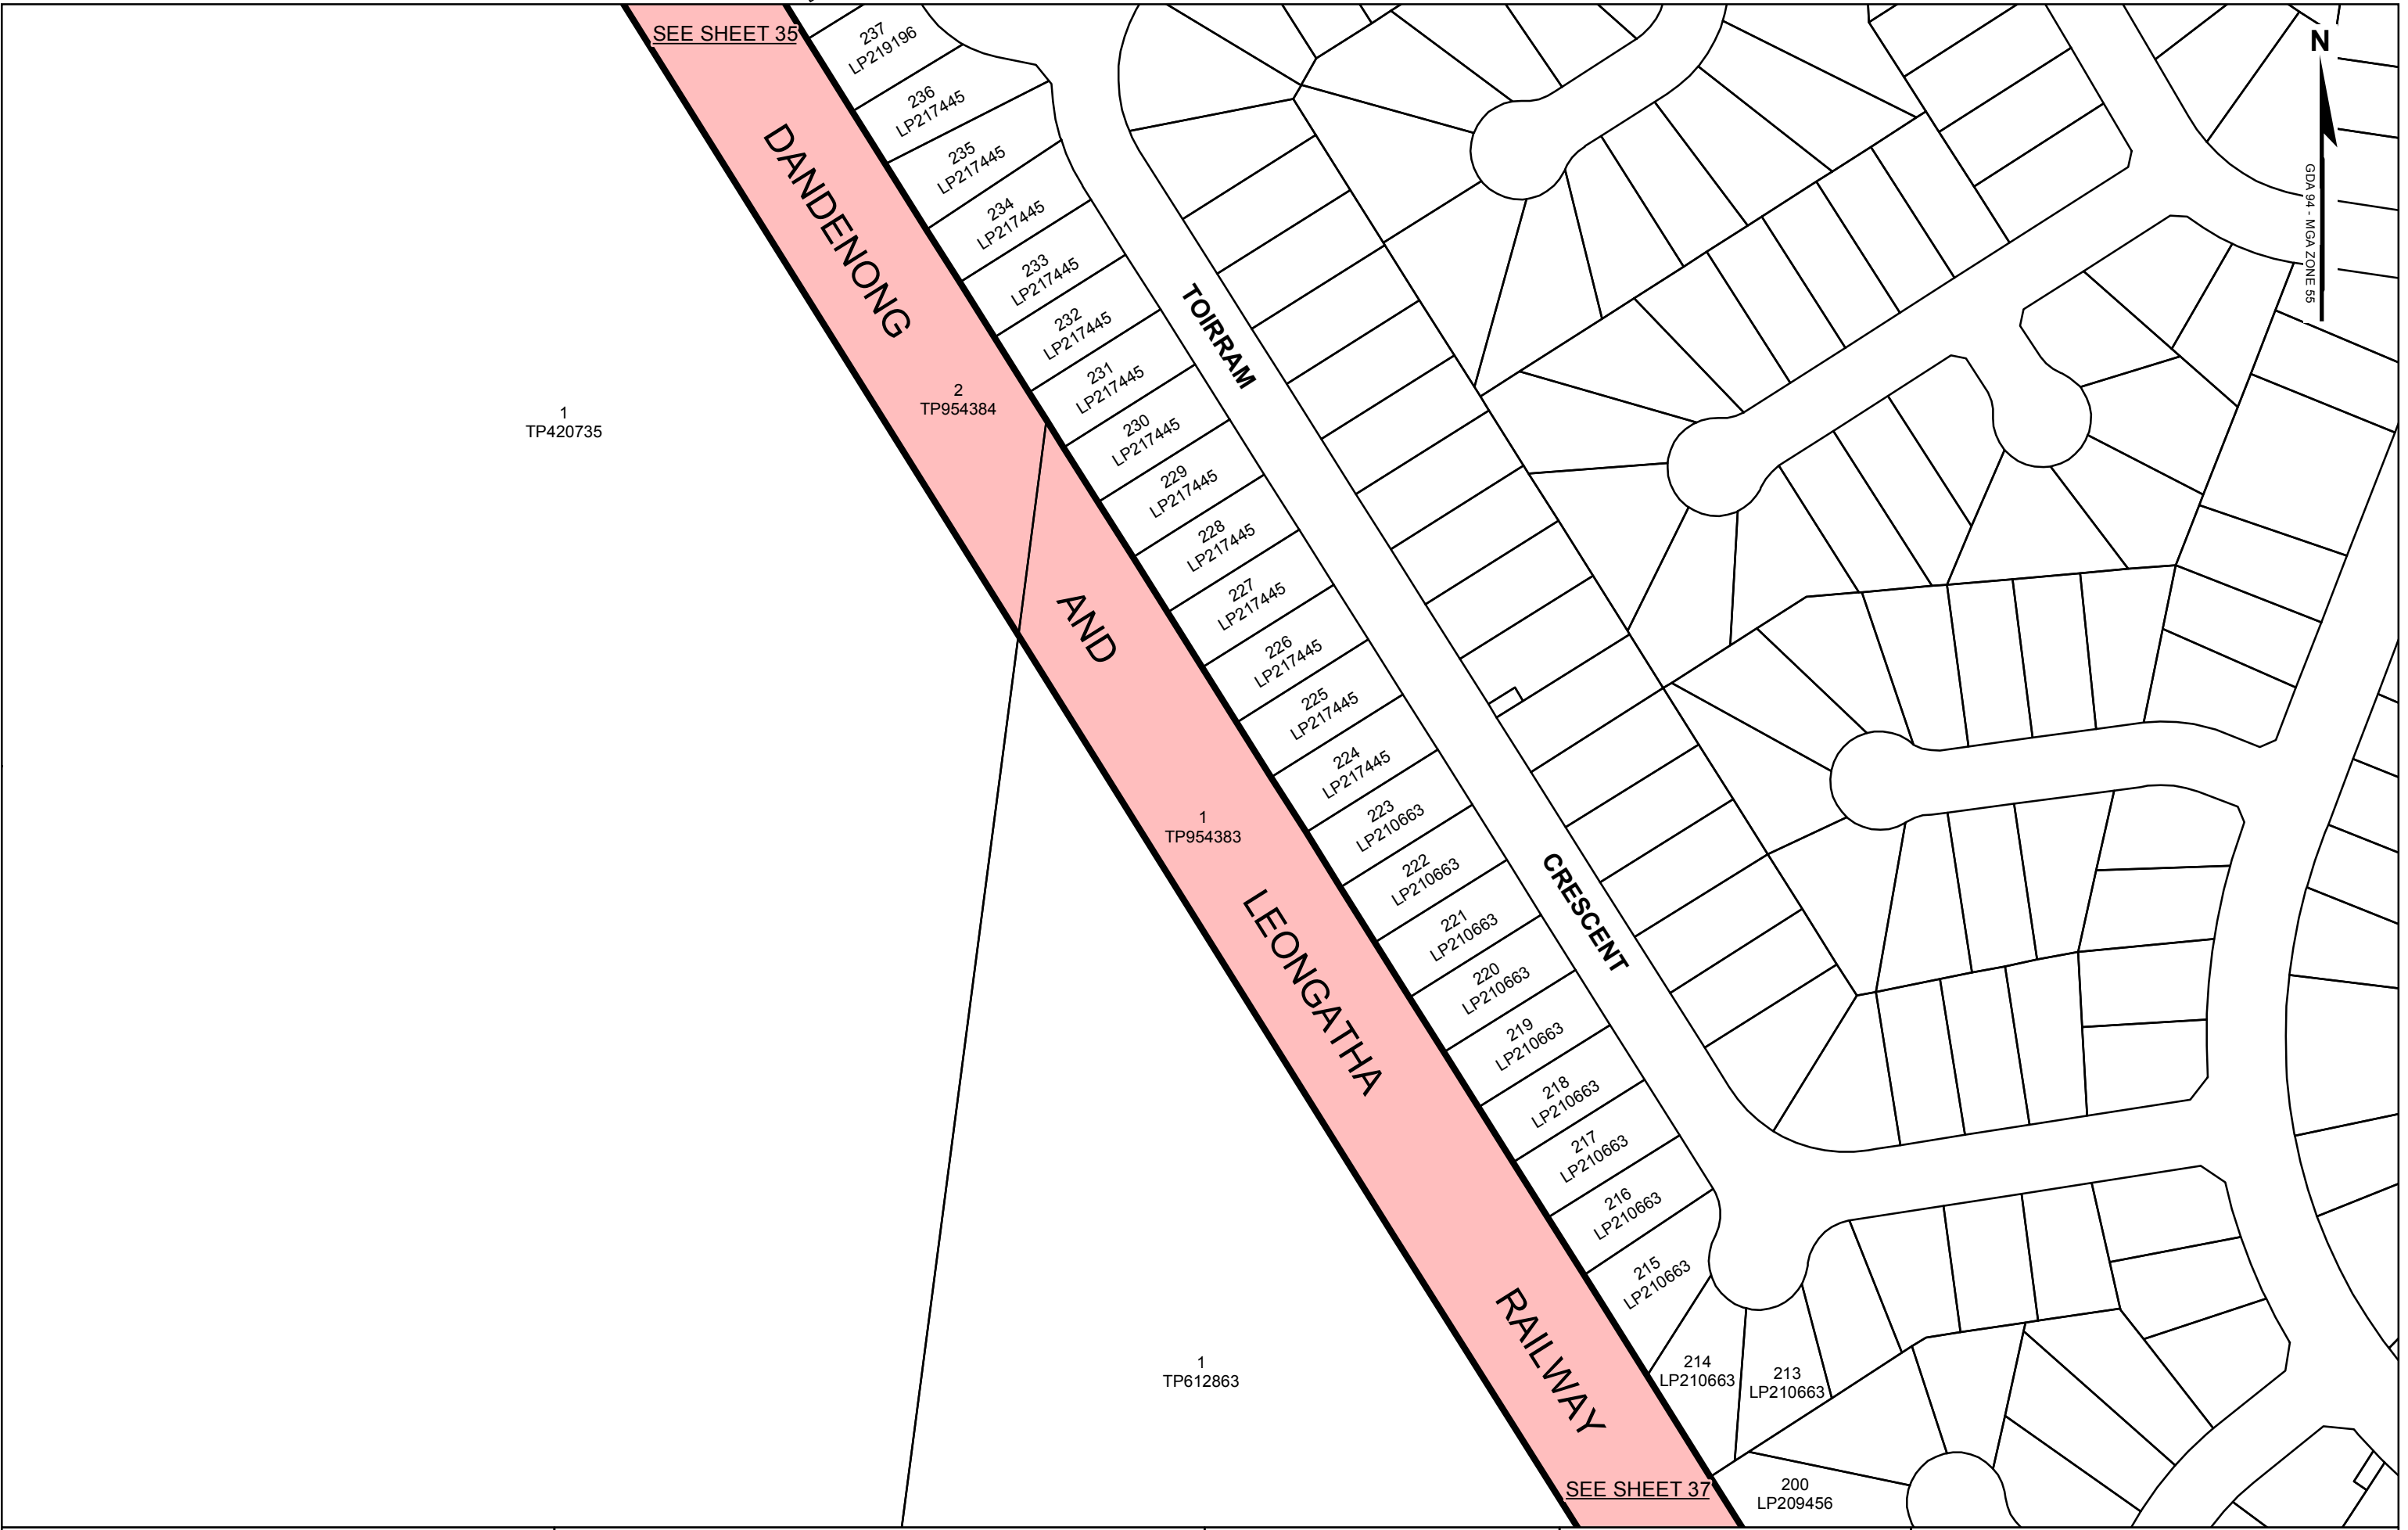 SEE SHEET 35
237
LP219196
N
236
LP217445
DANDENONG
235
LP217445
234
LP217445
GDA 94 - MGA ZONE 55
233
LP217445
TOIRRAM
232
LP217445
231
LP217445
2
TP954384
1
TP420735
230
LP217445
229
LP217445
228
LP217445
227
LP217445
AND
226
LP217445
225
LP217445
224
LP217445
223
LP210663
1
TP954383
222
LP210663
CRESCENT
221
LP210663
LEONGATHA
220
LP210663
219
LP210663
218
LP210663
217
LP210663
216
LP210663
215
LP210663
RAILWAY
214
LP210663
213
LP210663
1
TP612863
SEE SHEET 37
200
LP209456